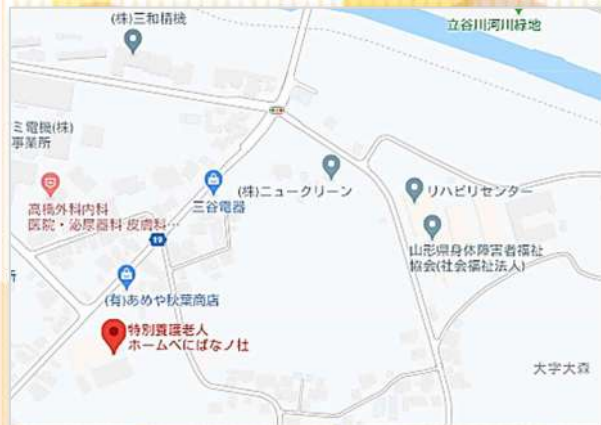 (株)三和精機
立谷川河川緑地
ミ電機(株)
事業所
(株)ニュークリーン
リハビリセンター
高橋外科内科
医院・泌尿器科 皮膚科…
三谷電器
山形県身体障害者福祉
協会(社会福祉法人)
19
(有)あめや秋葉商店
所
特別養護老人
ホームべにばなノ杜
大字大森